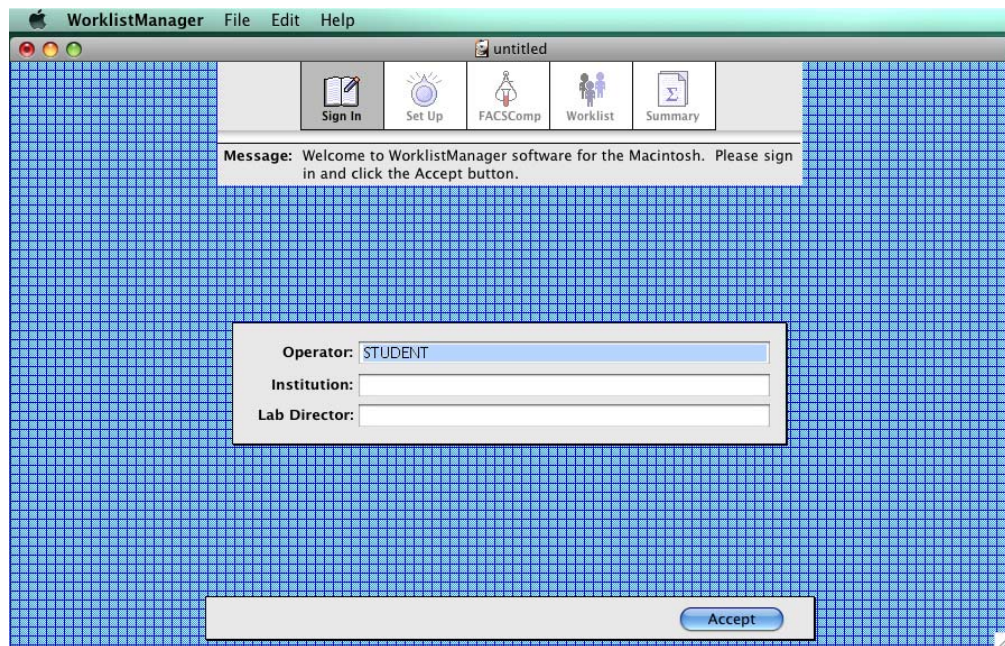 WorklistManager File Edit Help
untitled
Sign In Set Up FACSComp Worklist Summary
Σ
Message: Welcome to WorklistManager software for the Macintosh. Please sign
in and click the Accept button.
Operator: STUDENT
Institution:
Lab Director:
Accept